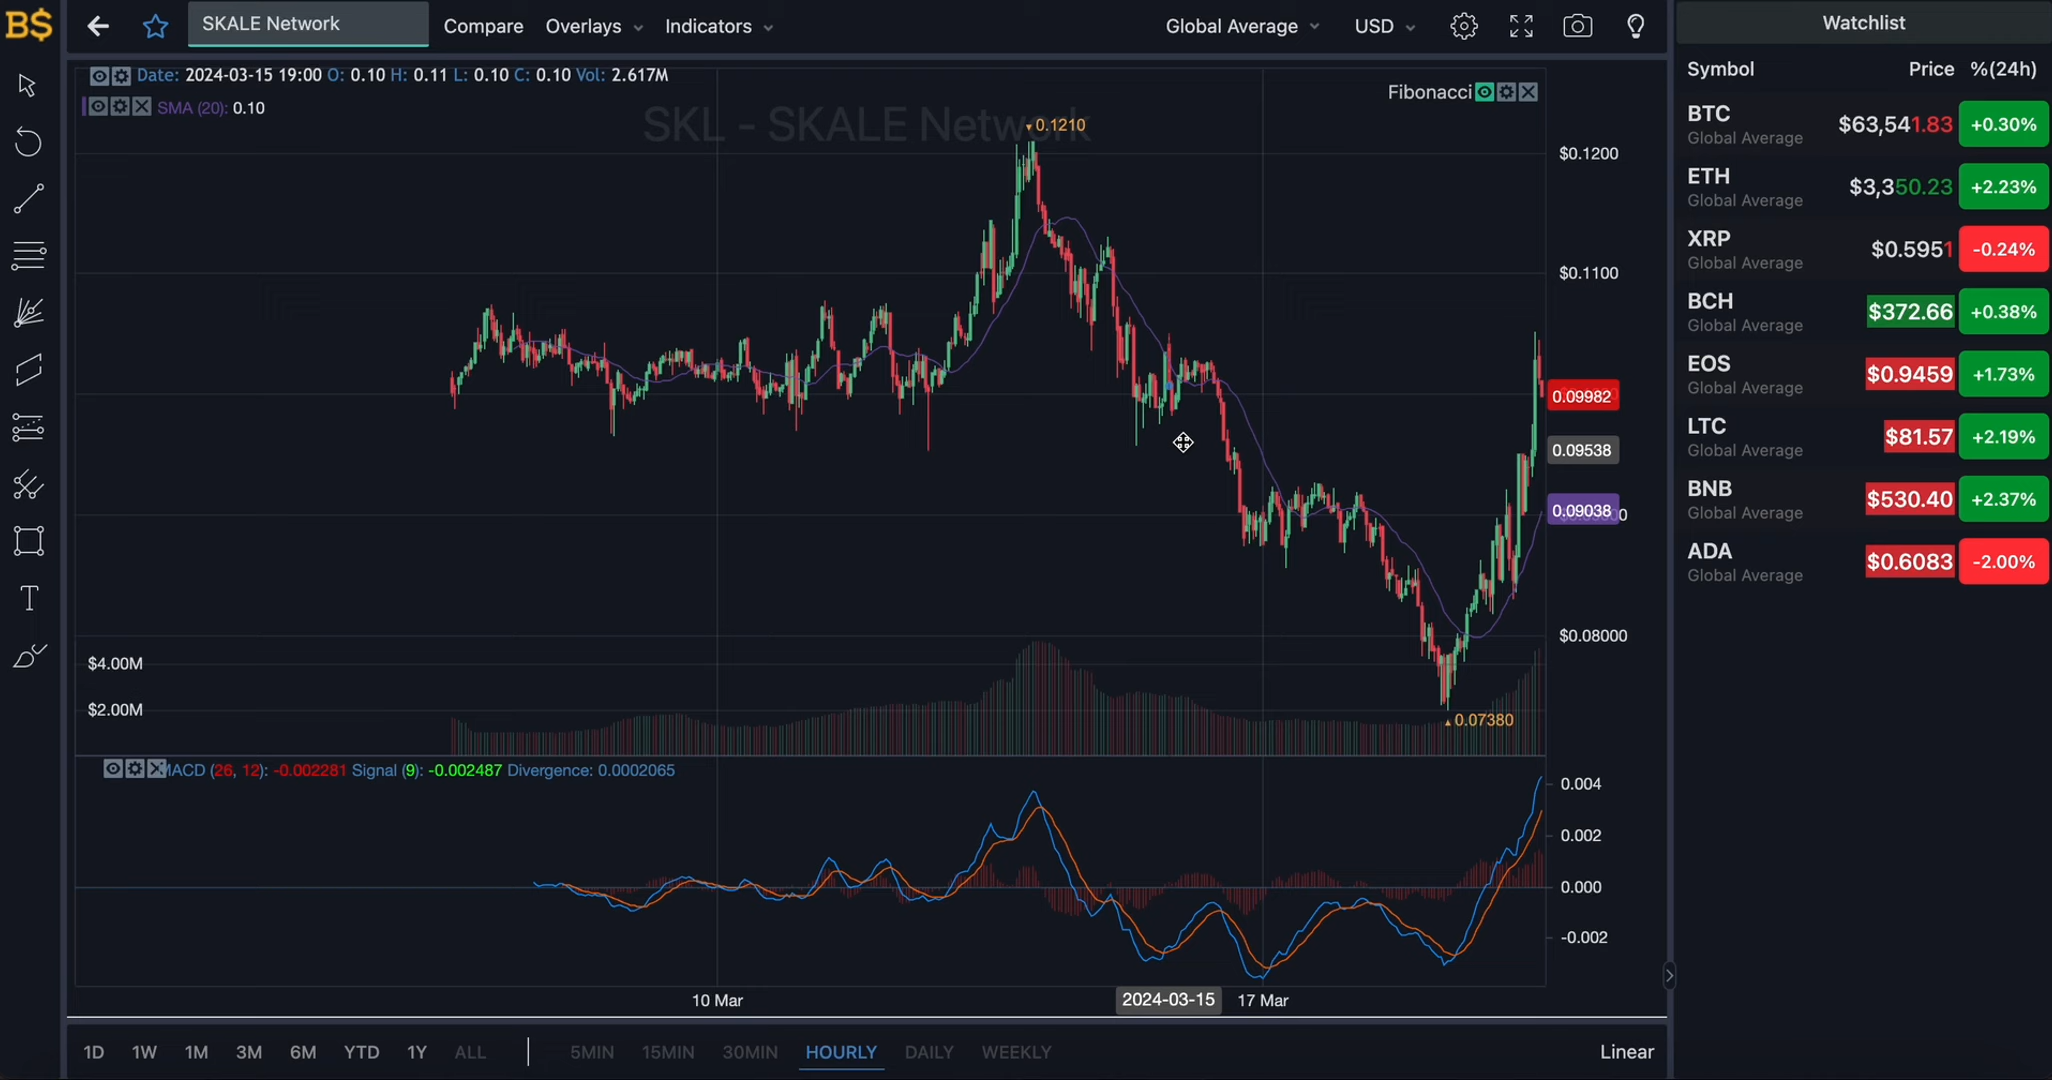 B$
SKALE Network
Compare
Overlays
Indicators
Global Average
USD
Date: 2024-03-15 19:00 O: 0.10 H: 0.11 L: 0.10 C: 0.10 Vol: 2.617M
SMA (20): 0.10
Fibonacci
SKL - SKALE Network
0.1210
$0.1200
$0.1100
0.09982
0.09538
0.09038
$0.08000
$4.00M
$2.00M
0.07380
MACD (26, 12): -0.002281 Signal (9): -0.002487 Divergence: 0.0002065
0.004
0.002
0.000
-0.002
10 Mar
2024-03-15
17 Mar
1D 1W 1M 3M 6M YTD 1Y ALL
5MIN 15MIN 30MIN HOURLY DAILY WEEKLY
Linear
Watchlist
Symbol Price %(24h)
BTC $63,541.83 +0.30%
Global Average
ETH $3,350.23 +2.23%
Global Average
XRP $0.5951 -0.24%
Global Average
BCH $372.66 +0.38%
Global Average
EOS $0.9459 +1.73%
Global Average
LTC $81.57 +2.19%
Global Average
BNB $530.40 +2.37%
Global Average
ADA $0.6083 -2.00%
Global Average
T